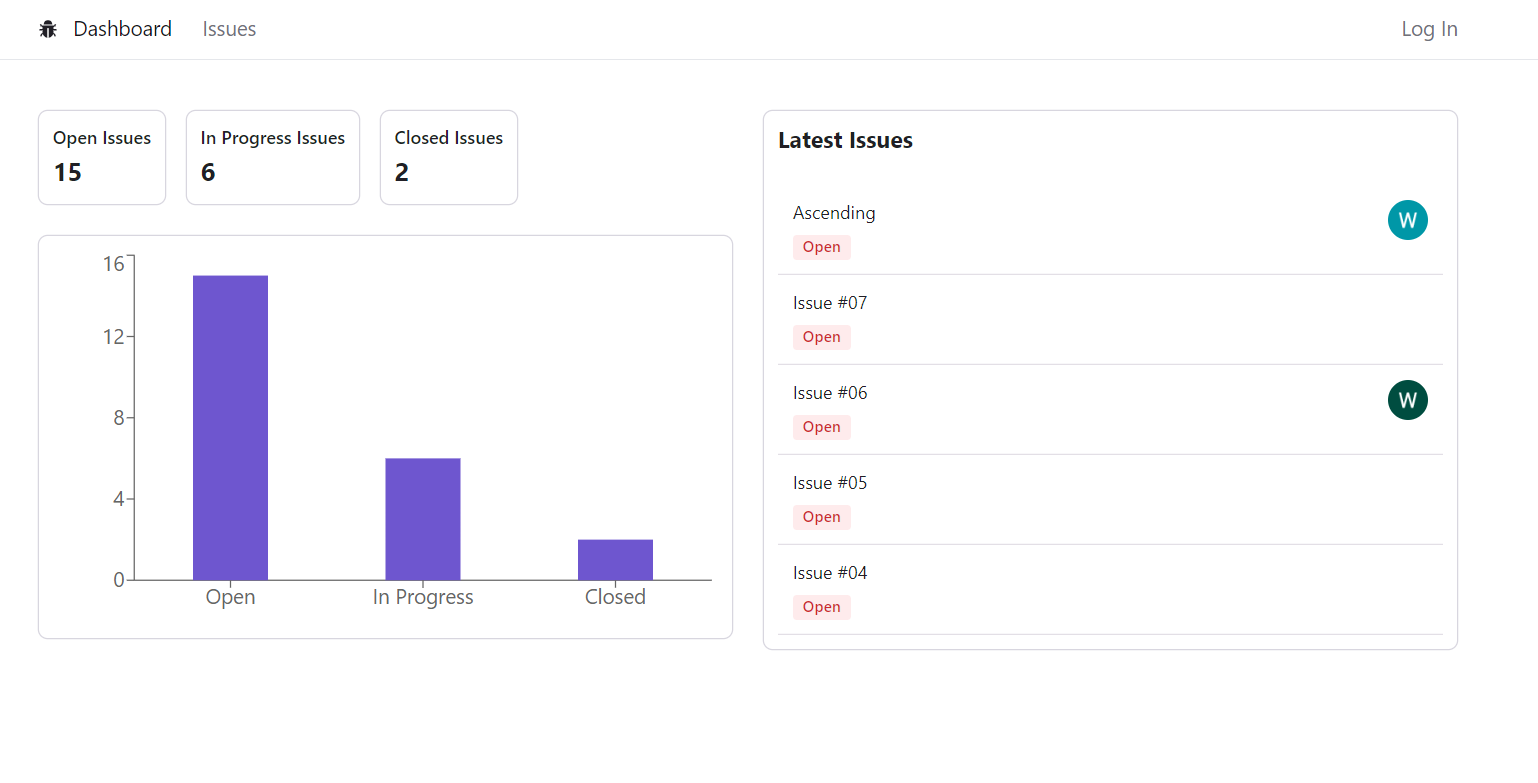 Dashboard Issues Log In
Open Issues
15
In Progress Issues
6
Closed Issues
2
16
12
8
4
0
Open In Progress Closed
Latest Issues
Ascending
W
Open
Issue #07
Open
Issue #06
W
Open
Issue #05
Open
Issue #04
Open